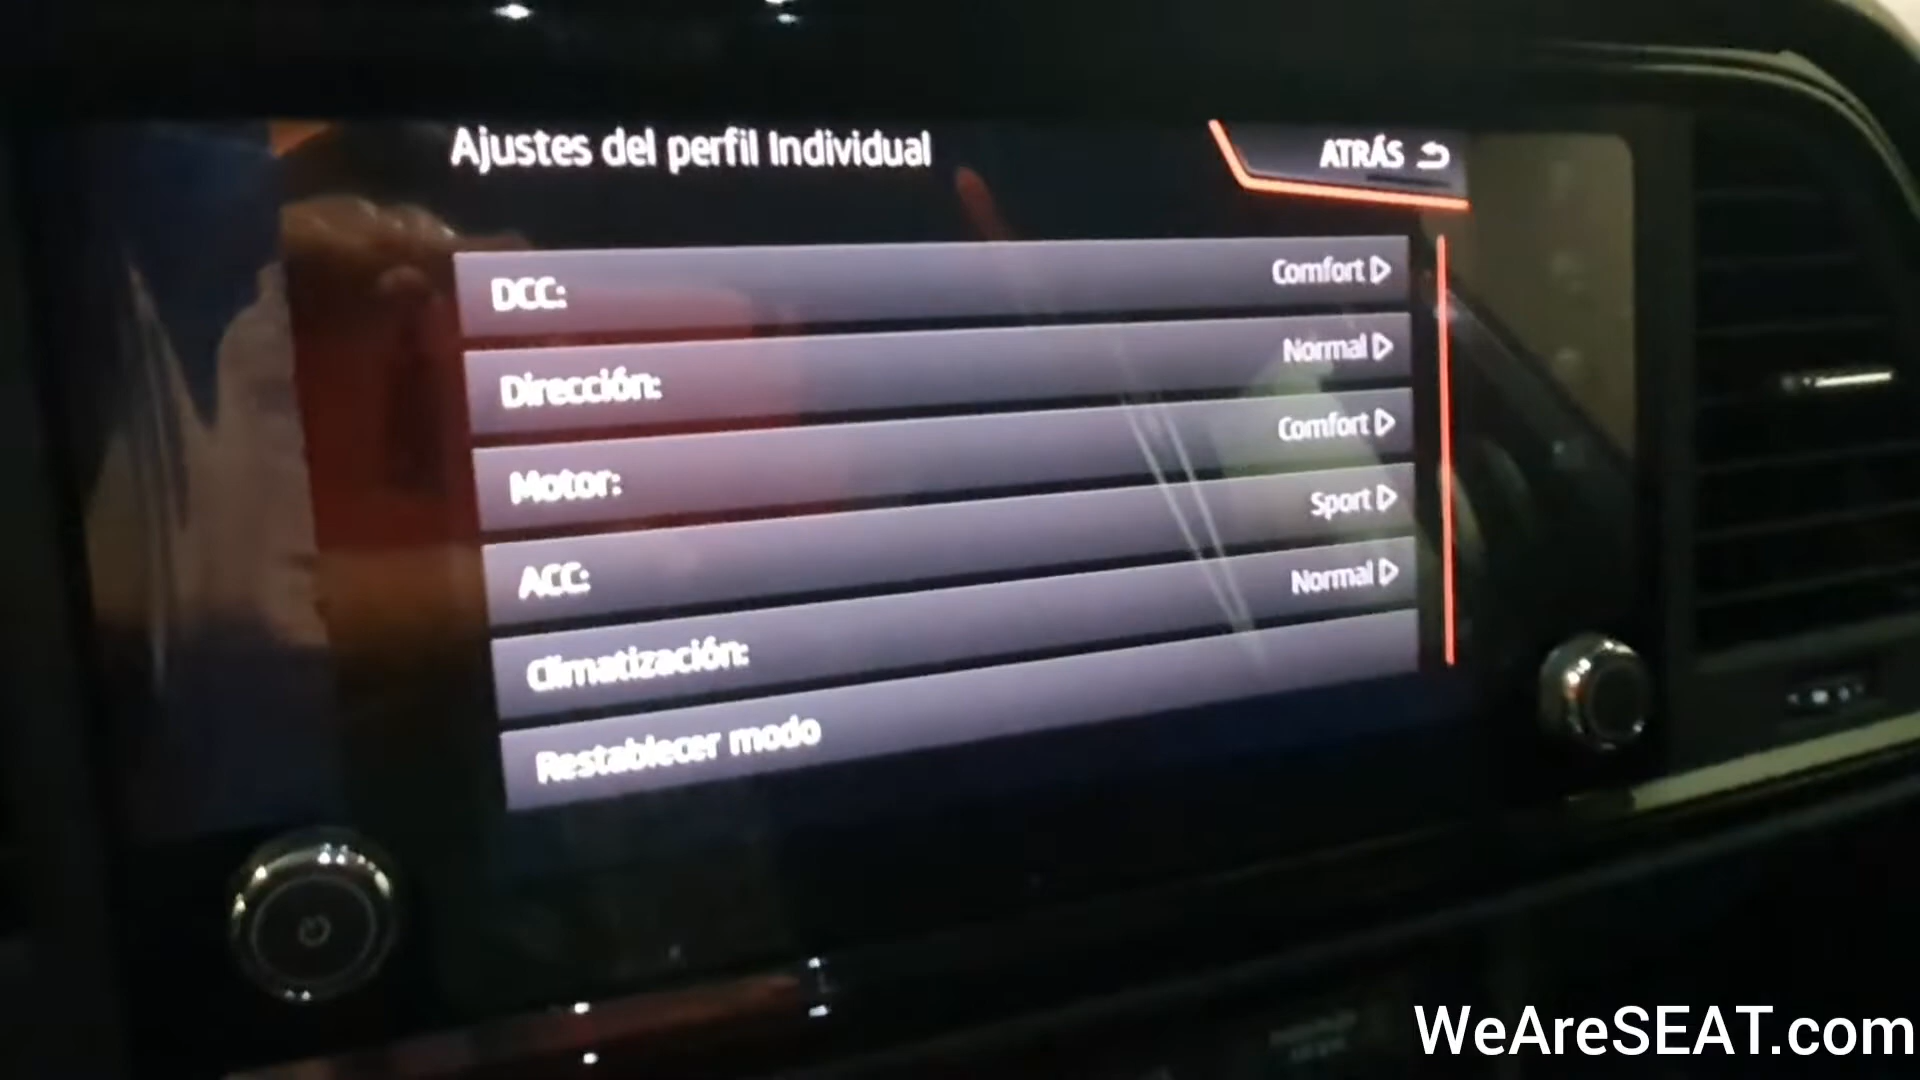 Ajustes del perfil Individual
ATRÁS
DCC: Comfort
Dirección: Normal
Motor: Comfort
ACC: Sport
Climatización: Normal
Restablecer modo
WeAreSEAT.com